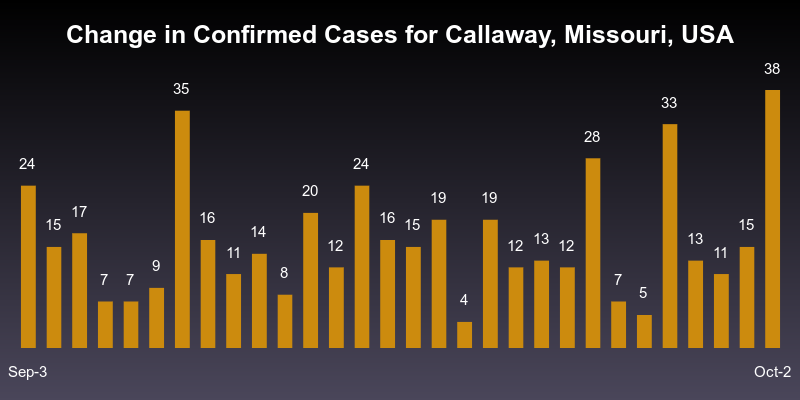 Change in Confirmed Cases for Callaway, Missouri, USA
24 15 17 7 7 9 35 16 11 14 8 20 12 24 16 15 19 4 19 12 13 12 28 7 5 33 13 11 15 38
Sep-3 Oct-2